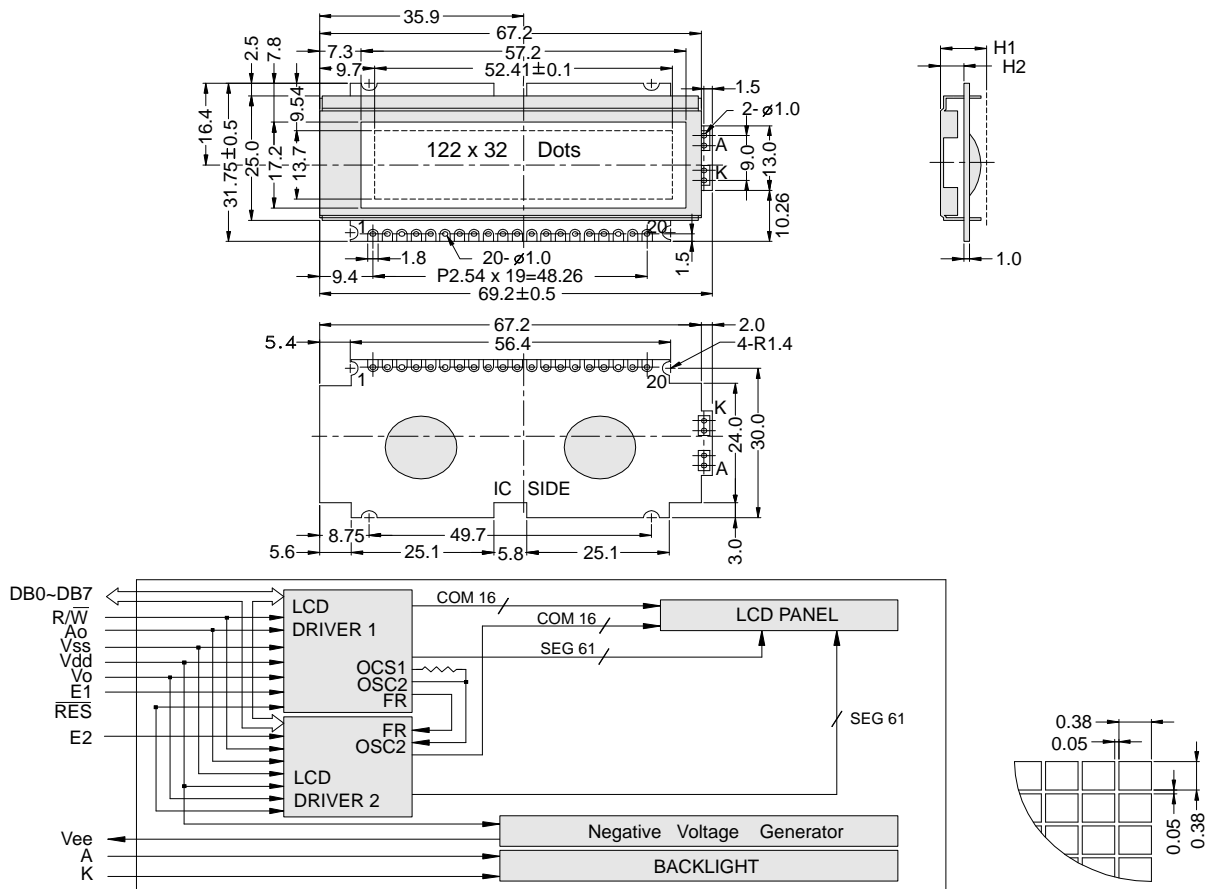 35.9
67.2
7.3
57.2
9.7
52.41±0.1
2.5
7.8
16.4
31.75±0.5
25.0
17.2
9.54
13.7
122 x 32 Dots
1.5
2- ø1.0
A
K
9.0
13.0
10.26
1
20
1.8
20- ø1.0
1.5
9.4
P2.54 x 19=48.26
69.2±0.5
H1
H2
1.0
67.2
2.0
5.4
56.4
4-R1.4
1
20
K
A
24.0
30.0
IC SIDE
8.75
49.7
5.6
25.1
5.8
25.1
3.0
DB0~DB7
R/W̅
Ao
Vss
Vdd
Vo
E1
R̅E̅S̅
E2
Vee
A
K
LCD
DRIVER 1
OCS1
OSC2
FR
FR
OSC2
LCD
DRIVER 2
COM 16
COM 16
SEG 61
SEG 61
LCD PANEL
Negative Voltage Generator
BACKLIGHT
0.38
0.05
0.05
0.38